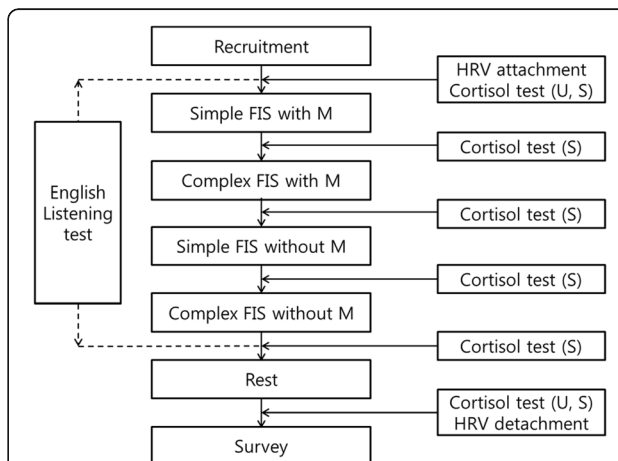 Recruitment
HRV attachment
Cortisol test (U, S)
Simple FIS with M
Cortisol test (S)
Complex FIS with M
English
Listening
test
Cortisol test (S)
Simple FIS without M
Cortisol test (S)
Complex FIS without M
Cortisol test (S)
Rest
Cortisol test (U, S)
HRV detachment
Survey